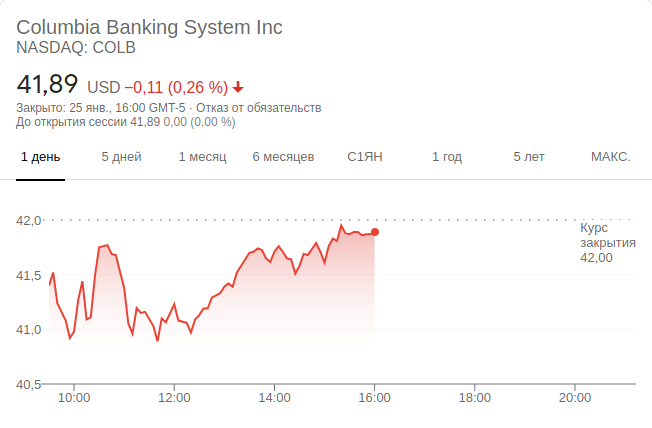 Columbia Banking System Inc
NASDAQ: COLB
41,89 USD −0,11 (0,26 %)
Закрыто: 25 янв., 16:00 GMT-5 · Отказ от обязательств
До открытия сессии 41,89 0,00 (0,00 %)
1 день 5 дней 1 месяц 6 месяцев С1ЯН 1 год 5 лет МАКС.
42,0
Курс
закрытия
42,00
41,5
41,0
40,5
10:00 12:00 14:00 16:00 18:00 20:00